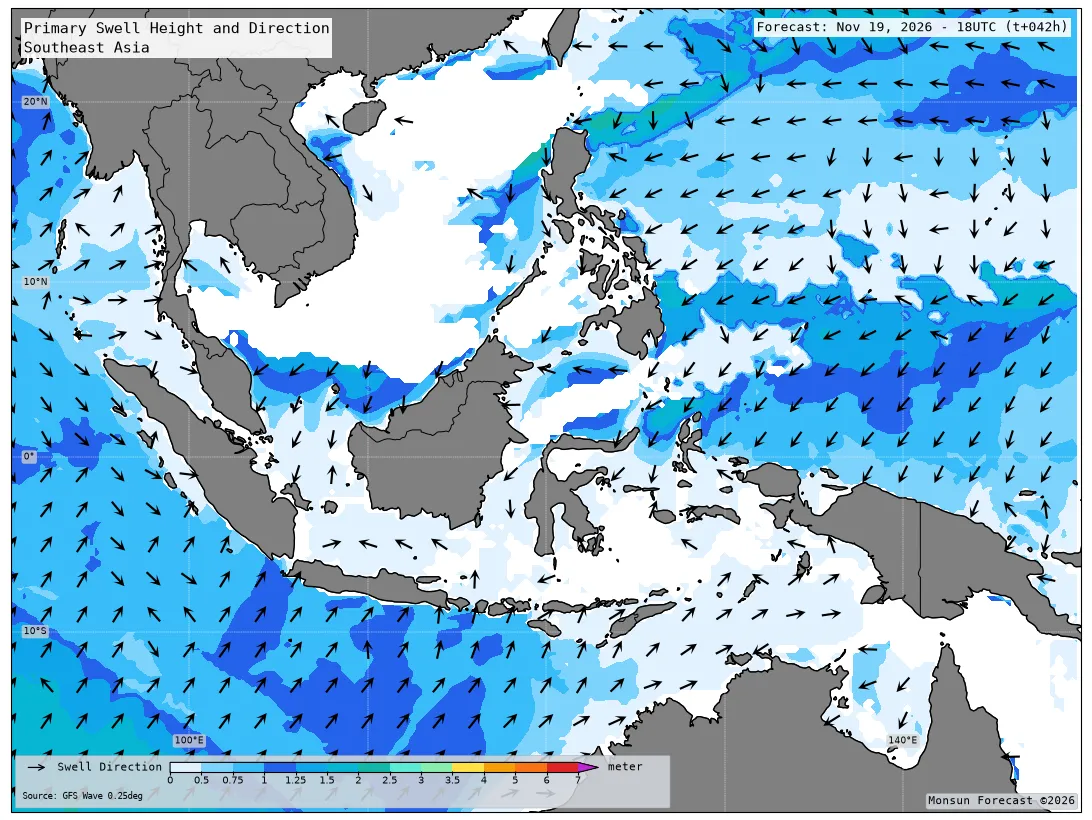 Primary Swell Height and Direction
Southeast Asia
Forecast: Nov 19, 2026 - 18UTC (t+042h)
20°N
10°N
0°
10°S
100°E
140°E
Swell Direction
0 0.5 0.75 1 1.25 1.5 2 2.5 3 3.5 4 5 6 7
meter
Source: GFS Wave 0.25deg
Monsun Forecast ©2026